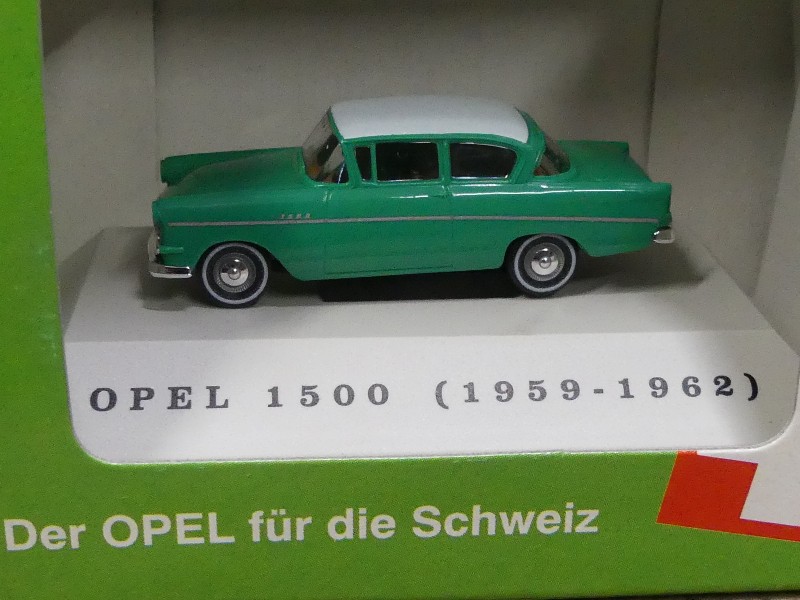 OPEL 1500 (1959-1962)
Der OPEL für die Schweiz